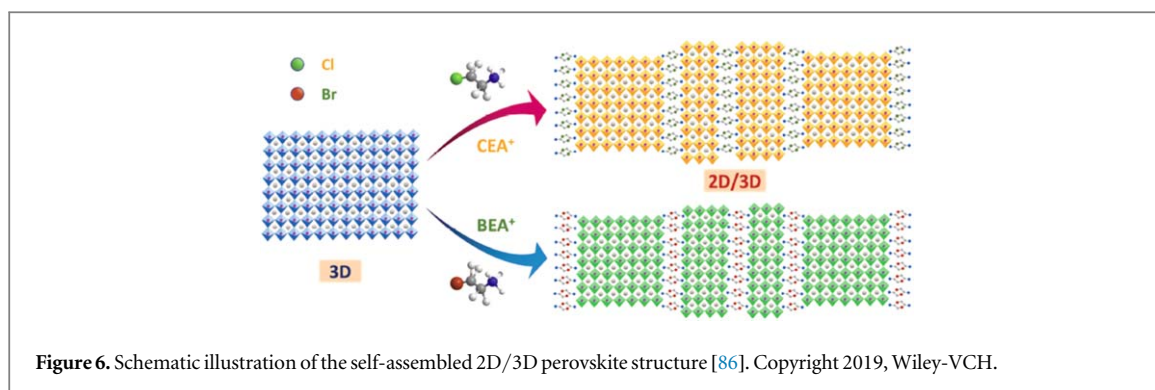 Cl
Br
CEA⁺
2D/3D
BEA⁺
3D
Figure 6. Schematic illustration of the self-assembled 2D/3D perovskite structure [86]. Copyright 2019, Wiley-VCH.